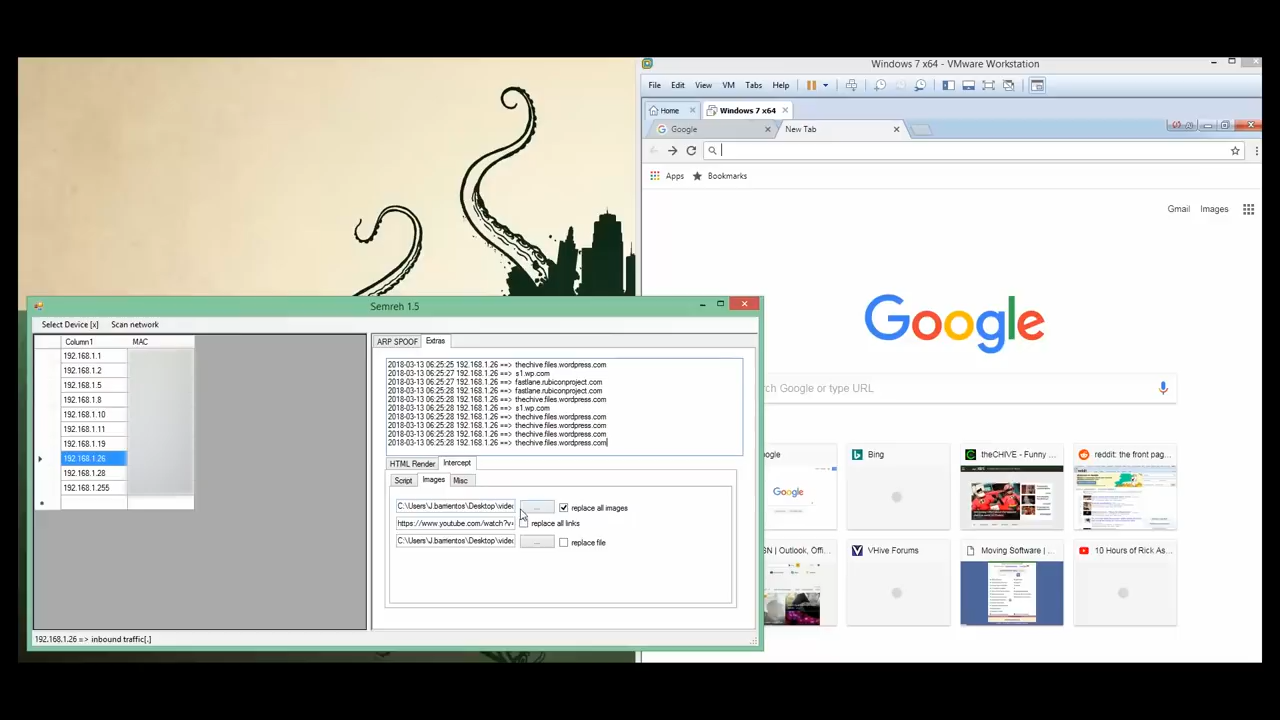 Windows 7 x64 - VMware Workstation
File Edit View VM Tabs Help
Home
Windows 7 x64
Google
New Tab
Apps
Bookmarks
Gmail Images
Google
ch Google or type URL
ogle
Google
Bing
theCHIVE - Funny ...
reddit: the front pag...
SN | Outlook, Offi...
VHive Forums
Moving Software | ...
10 Hours of Rick As...
Semreh 1.5
Select Device [x] Scan network
Column1 MAC
192.168.1.1
192.168.1.2
192.168.1.5
192.168.1.8
192.168.1.10
192.168.1.11
192.168.1.19
192.168.1.26
192.168.1.28
192.168.1.255
ARP SPOOF Extras
2018-03-13 06:25:25 192.168.1.26 ==> thechive.files.wordpress.com
2018-03-13 06:25:27 192.168.1.26 ==> s1.wp.com
2018-03-13 06:25:27 192.168.1.26 ==> fastlane.rubiconproject.com
2018-03-13 06:25:28 192.168.1.26 ==> fastlane.rubiconproject.com
2018-03-13 06:25:28 192.168.1.26 ==> thechive.files.wordpress.com
2018-03-13 06:25:28 192.168.1.26 ==> s1.wp.com
2018-03-13 06:25:28 192.168.1.26 ==> thechive.files.wordpress.com
2018-03-13 06:25:28 192.168.1.26 ==> thechive.files.wordpress.com
2018-03-13 06:25:28 192.168.1.26 ==> thechive.files.wordpress.com
2018-03-13 06:25:28 192.168.1.26 ==> thechive.files.wordpress.com
HTML Render Intercept
Script Images Misc
C:\Users\J.barrientos\Desktop\video ... replace all images
https://www.youtube.com/watch?v= replace all links
C:\Users\J.barrientos\Desktop\video ... replace file
192.168.1.26 => inbound traffic[.]